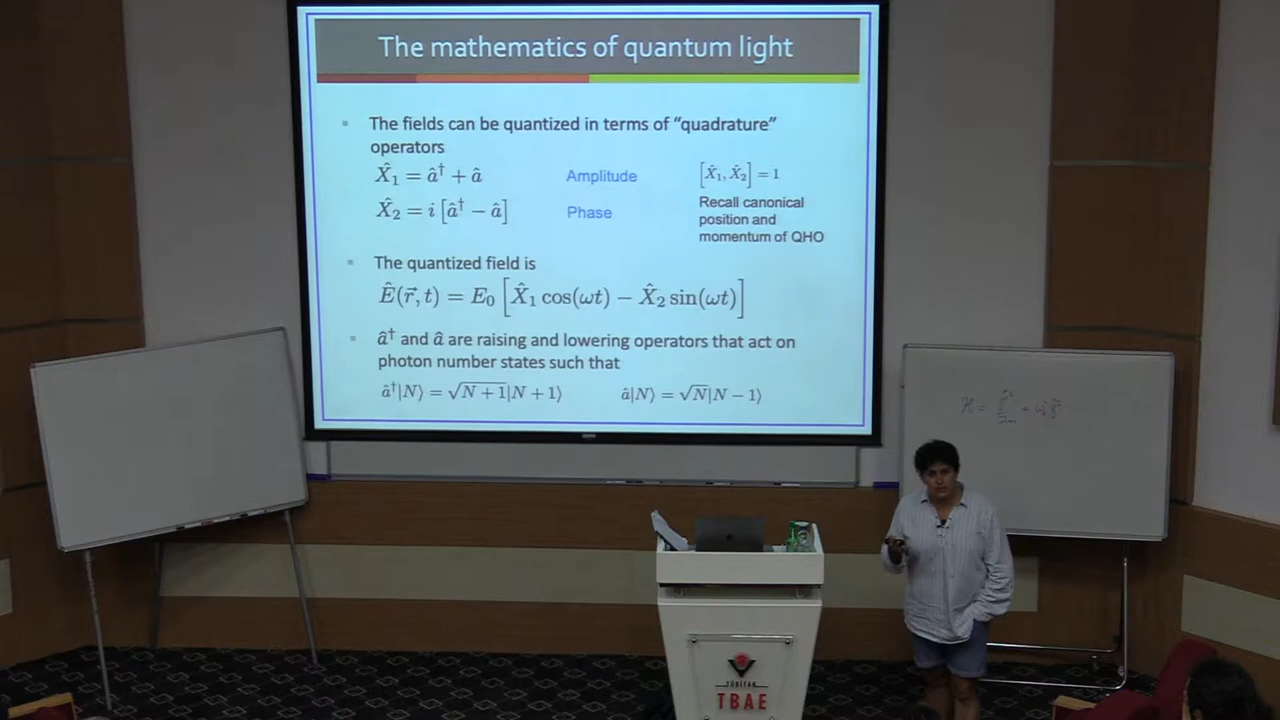 The mathematics of quantum light
The fields can be quantized in terms of “quadrature”
operators
X̂₁ = â† + â Amplitude [X̂₁, X̂₂] = 1
X̂₂ = i [â† − â] Phase
Recall canonical
position and
momentum of QHO
The quantized field is
Ê(r⃗, t) = E₀ [X̂₁ cos(ωt) − X̂₂ sin(ωt)]
↠and â are raising and lowering operators that act on
photon number states such that
â†|N⟩ = √(N + 1)|N + 1⟩ â|N⟩ = √N|N − 1⟩
TÜBİTAK
TBAE